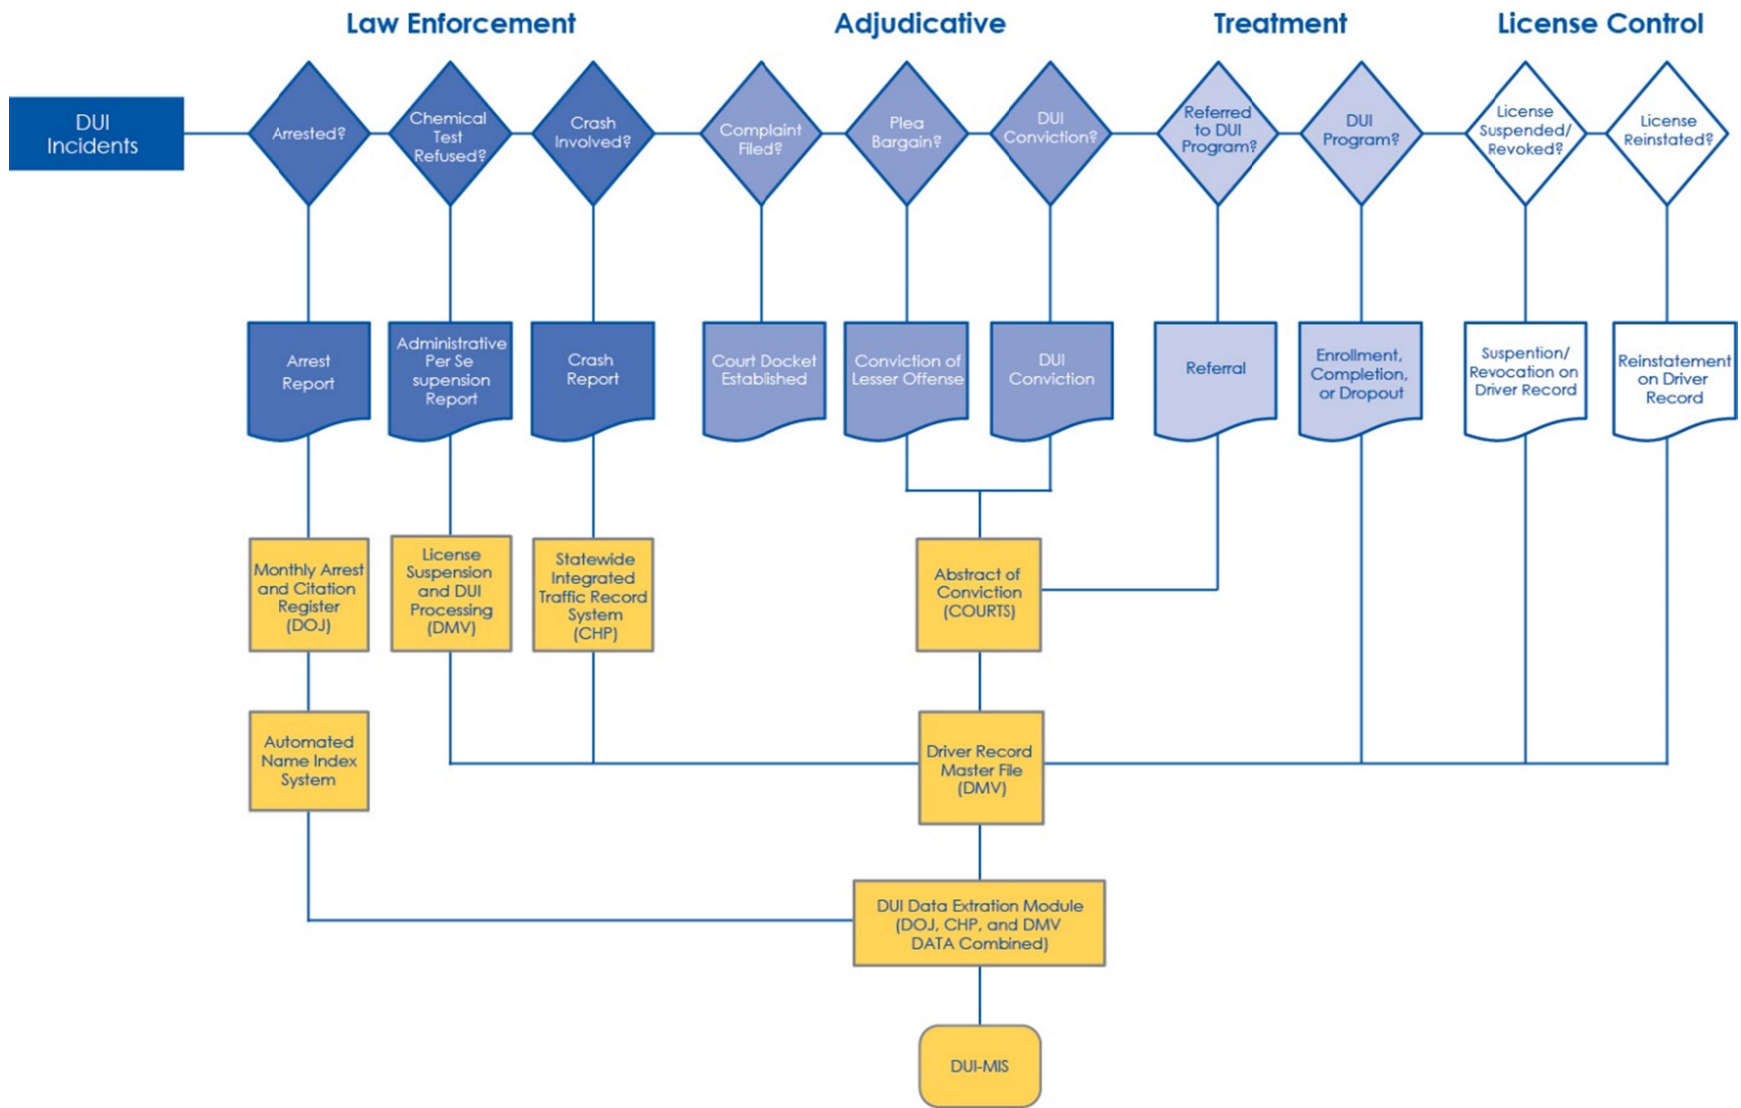 Law Enforcement
Adjudicative
Treatment
License Control
DUI
Incidents
Arrested?
Chemical
Test
Refused?
Crash
Involved?
Complaint
Filed?
Plea
Bargain?
DUI
Conviction?
Referred
to DUI
Program?
DUI
Program?
License
Suspended/
Revoked?
License
Reinstated?
Arrest
Report
Administrative
Per Se
supension
Report
Crash
Report
Court Docket
Established
Conviction of
Lesser Offense
DUI
Conviction
Referral
Enrollment,
Completion,
or Dropout
Suspention/
Revocation on
Driver Record
Reinstatement
on Driver
Record
Monthly Arrest
and Citation
Register
(DOJ)
License
Suspension
and DUI
Processing
(DMV)
Statewide
Integrated
Traffic Record
System
(CHP)
Abstract of
Conviction
(COURTS)
Automated
Name Index
System
Driver Record
Master File
(DMV)
DUI Data Extration Module
(DOJ, CHP, and DMV
DATA Combined)
DUI-MIS